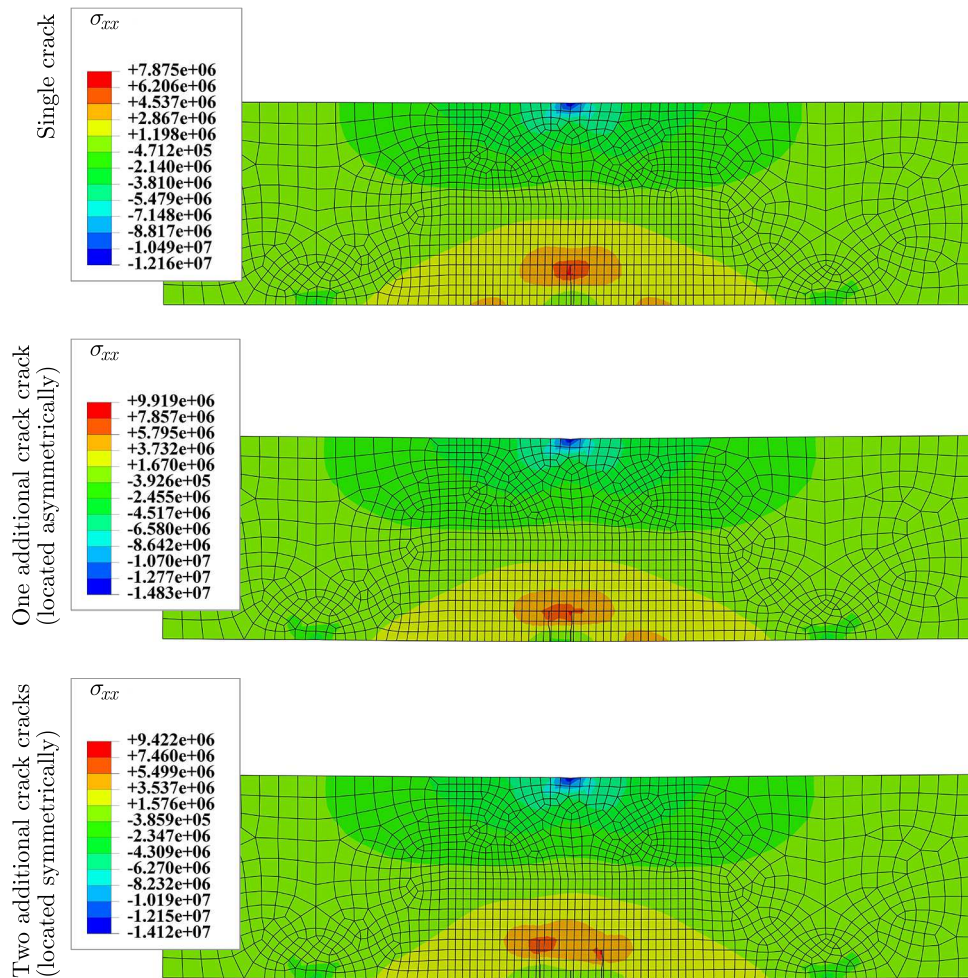 Single crack
σxx
+7.875e+06
+6.206e+06
+4.537e+06
+2.867e+06
+1.198e+06
-4.712e+05
-2.140e+06
-3.810e+06
-5.479e+06
-7.148e+06
-8.817e+06
-1.049e+07
-1.216e+07
One additional crack crack
(located asymmetrically)
σxx
+9.919e+06
+7.857e+06
+5.795e+06
+3.732e+06
+1.670e+06
-3.926e+05
-2.455e+06
-4.517e+06
-6.580e+06
-8.642e+06
-1.070e+07
-1.277e+07
-1.483e+07
Two additional crack cracks
(located symmetrically)
σxx
+9.422e+06
+7.460e+06
+5.499e+06
+3.537e+06
+1.576e+06
-3.859e+05
-2.347e+06
-4.309e+06
-6.270e+06
-8.232e+06
-1.019e+07
-1.215e+07
-1.412e+07